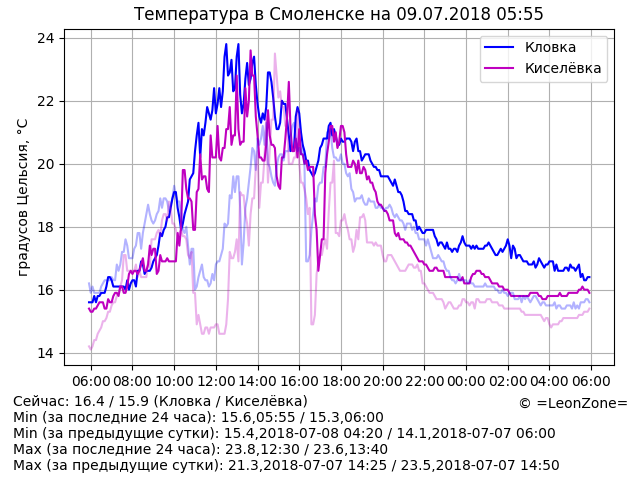 Температура в Смоленске на 09.07.2018 05:55
градусов Цельсия, °C
24
22
20
18
16
14
Кловка
Киселёвка
06:00 08:00 10:00 12:00 14:00 16:00 18:00 20:00 22:00 00:00 02:00 04:00 06:00
Сейчас: 16.4 / 15.9 (Кловка / Киселёвка)
© =LeonZone=
Min (за последние 24 часа): 15.6,05:55 / 15.3,06:00
Min (за предыдущие сутки): 15.4,2018-07-08 04:20 / 14.1,2018-07-07 06:00
Max (за последние 24 часа): 23.8,12:30 / 23.6,13:40
Max (за предыдущие сутки): 21.3,2018-07-07 14:25 / 23.5,2018-07-07 14:50